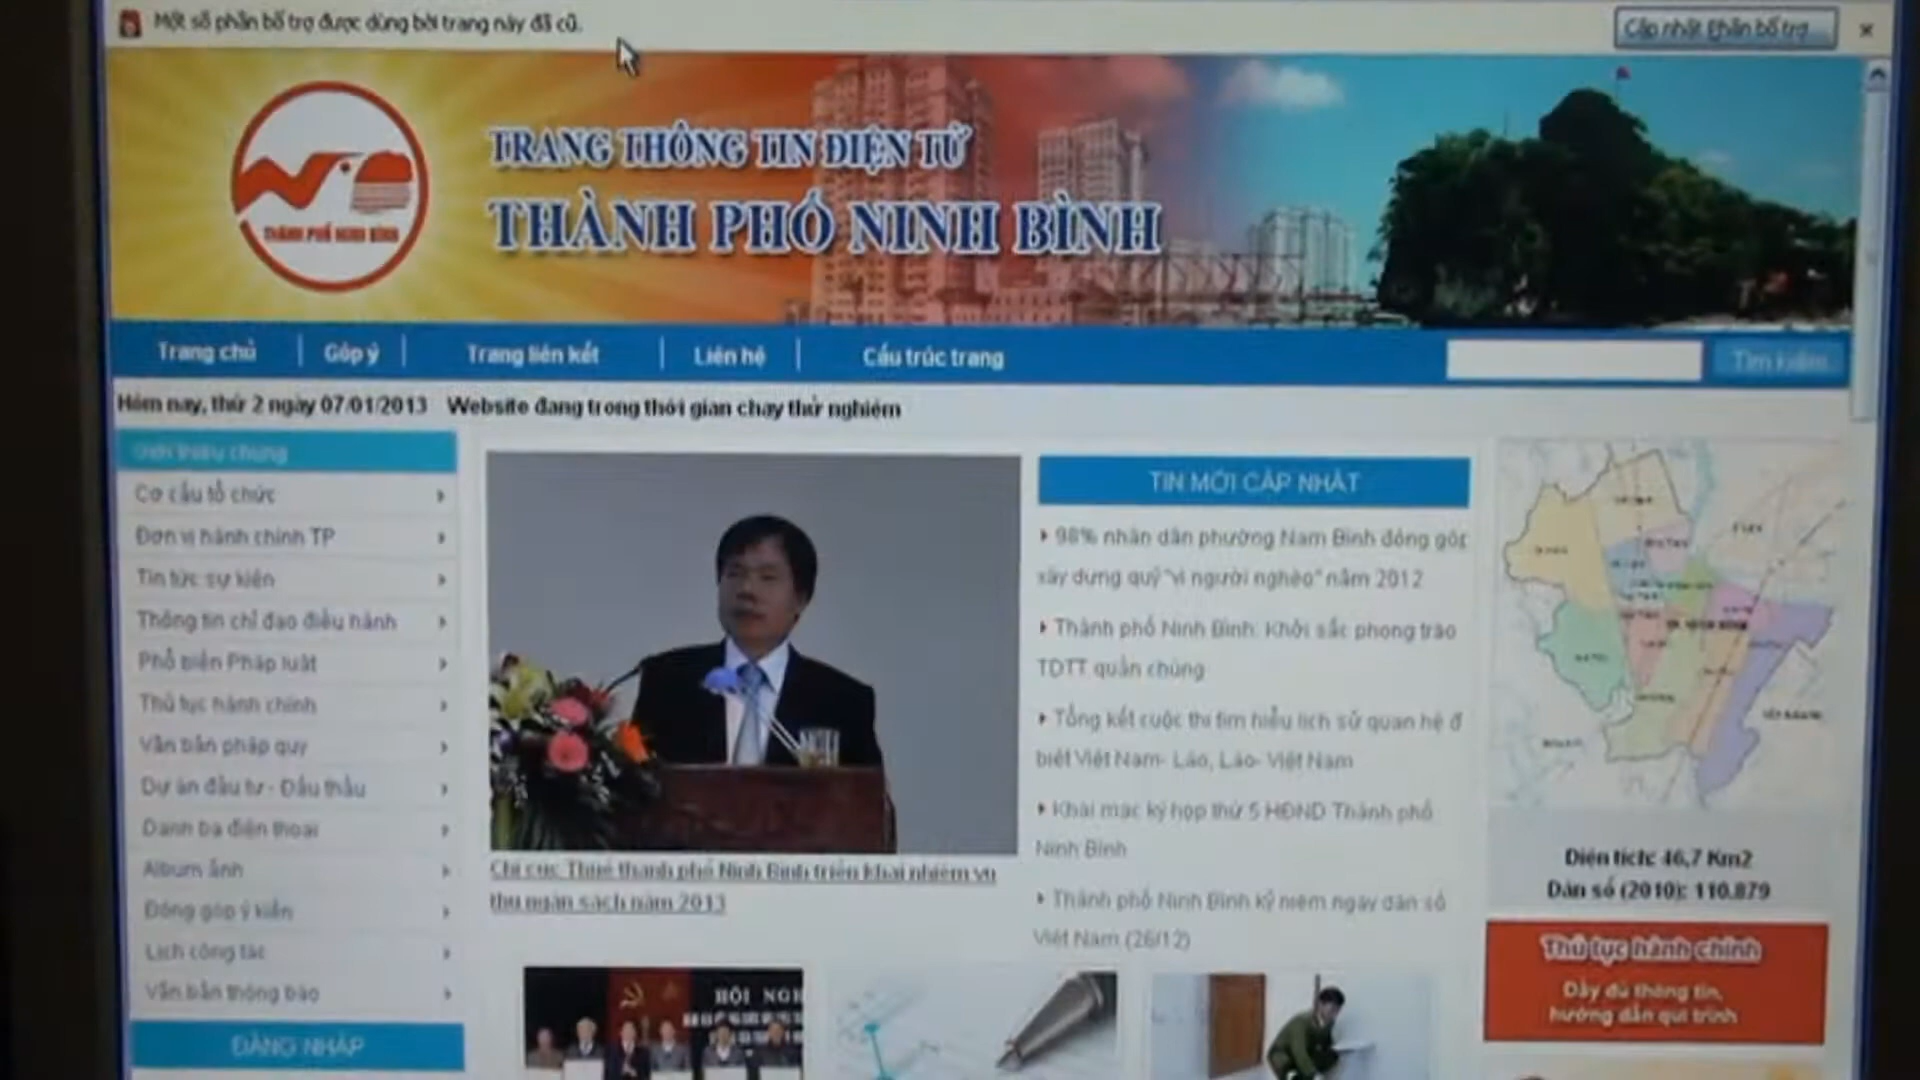 Một số phần bổ trợ được dùng bởi trang này đã cũ.
Cập nhật phần bổ trợ...
TRANG THÔNG TIN ĐIỆN TỬ
THÀNH PHỐ NINH BÌNH
THÀNH PHỐ NINH BÌNH
Trang chủ
Góp ý
Trang liên kết
Liên hệ
Cấu trúc trang
Tìm kiếm
Hôm nay, thứ 2 ngày 07/01/2013 Website đang trong thời gian chạy thử nghiệm
Giới thiệu chung
Cơ cấu tổ chức
Đơn vị hành chính TP
Tin tức sự kiện
Thông tin chỉ đạo điều hành
Phổ biến Pháp luật
Thủ tục hành chính
Văn bản pháp quy
Dự án đầu tư - Đấu thầu
Danh bạ điện thoại
Album ảnh
Đóng góp ý kiến
Lịch công tác
Văn bản thông báo
ĐĂNG NHẬP
Chi cục Thuế thành phố Ninh Bình triển khai nhiệm vụ
thu ngân sách năm 2013
HỘI NGH
TIN MỚI CẬP NHẬT
98% nhân dân phường Nam Bình đóng góp
xây dựng quỹ "vì người nghèo" năm 2012
Thành phố Ninh Bình: Khởi sắc phong trào
TDTT quần chúng
Tổng kết cuộc thi tìm hiểu lịch sử quan hệ đ
biệt Việt Nam- Lào, Lào- Việt Nam
Khai mạc kỳ họp thứ 5 HĐND Thành phố
Ninh Bình
Thành phố Ninh Bình kỷ niệm ngày dân số
Việt Nam (26/12)
Diện tích: 46,7 Km2
Dân số (2010): 110.879
Thủ tục hành chính
Đầy đủ thông tin,
hướng dẫn qui trình